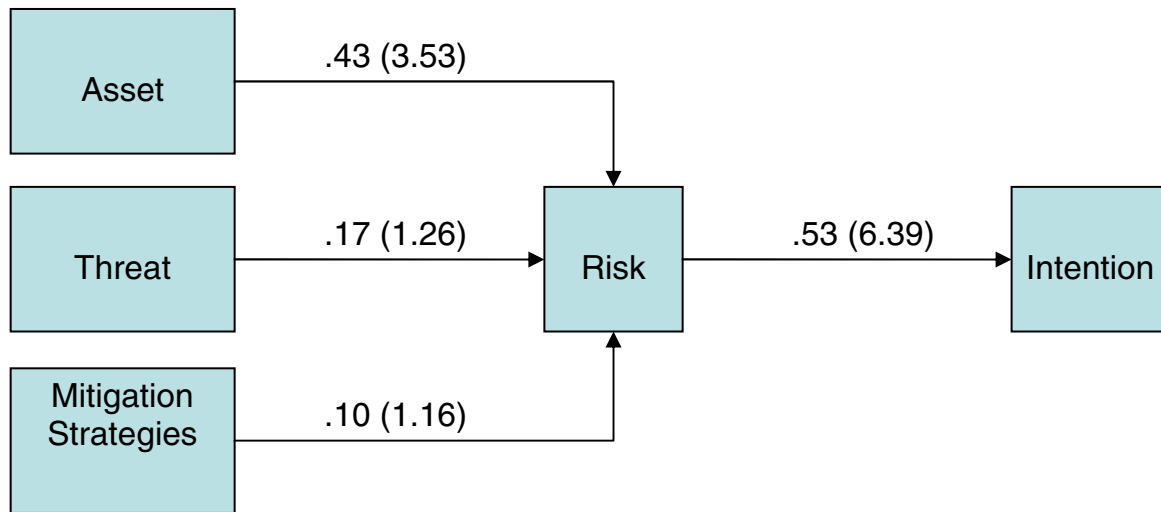 Asset
.43 (3.53)
Threat
.17 (1.26)
Risk
.53 (6.39)
Intention
Mitigation
Strategies
.10 (1.16)